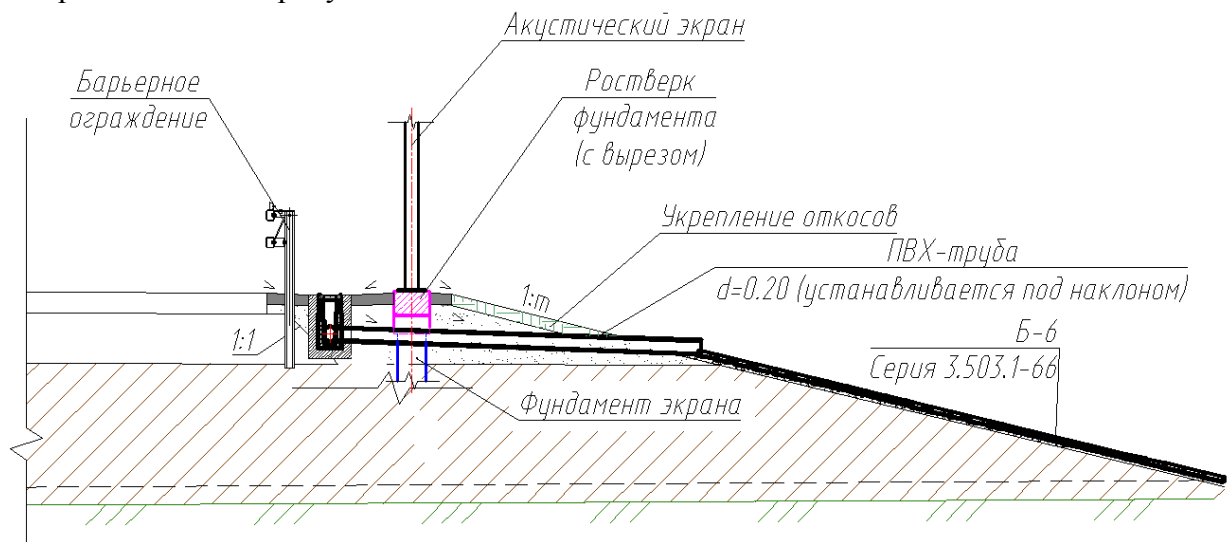 Акустический экран
Барьерное
ограждение
Ростверк
фундамента
(с вырезом)
Укрепление откосов
ПВХ-труба
d=0.20 (устанавливается под наклоном)
1:m
1:1
Б-6
Серия 3.503.1-66
Фундамент экрана